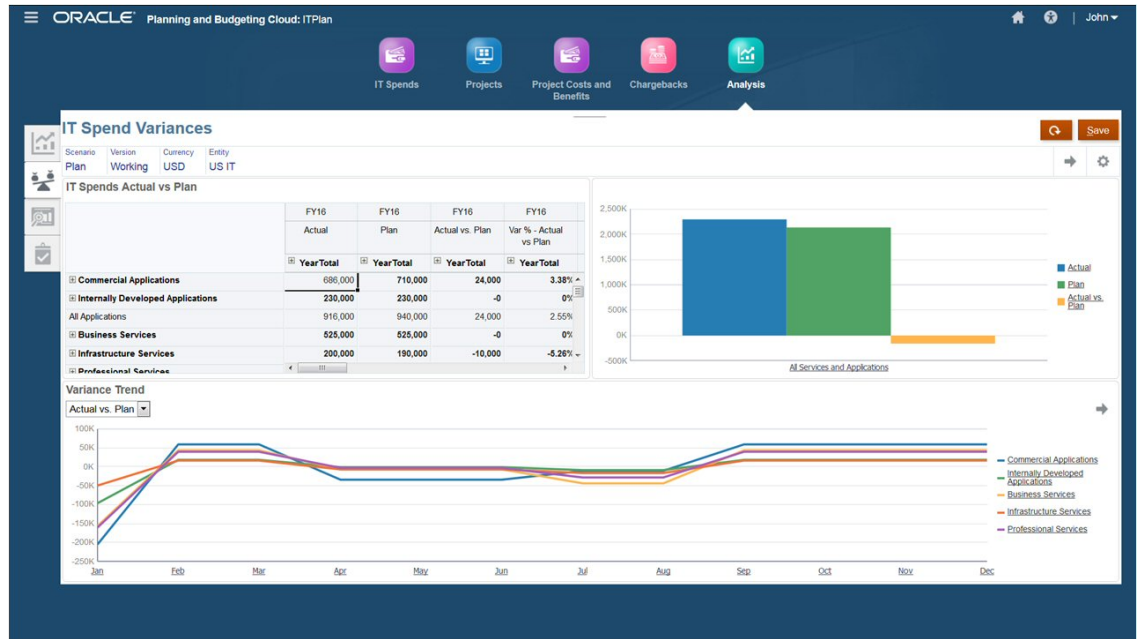 ORACLE Planning and Budgeting Cloud: ITPlan John
IT Spends Projects Project Costs and Chargebacks Analysis
Benefits
IT Spend Variances
Save
Scenario Version Currency Entity
Plan Working USD US IT
IT Spends Actual vs Plan
FY16 FY16 FY16 FY16
Actual Plan Actual vs. Plan Var % - Actual
vs Plan
YearTotal YearTotal YearTotal YearTotal
Commercial Applications 686,000 710,000 24,000 3.38%
Internally Developed Applications 230,000 230,000 -0 0%
All Applications 916,000 940,000 24,000 2.55%
Business Services 525,000 525,000 -0 0%
Infrastructure Services 200,000 190,000 -10,000 -5.26%
Professional Services
2,500K
2,000K
1,500K
1,000K
500K
0K
-500K
All Services and Applications
Actual
Plan
Actual vs.
Plan
Variance Trend
Actual vs. Plan
100K
50K
0K
-50K
-100K
-150K
-200K
-250K
Jan Feb Mar Apr May Jun Jul Aug Sep Oct Nov Dec
Commercial Applications
Internally Developed
Applications
Business Services
Infrastructure Services
Professional Services